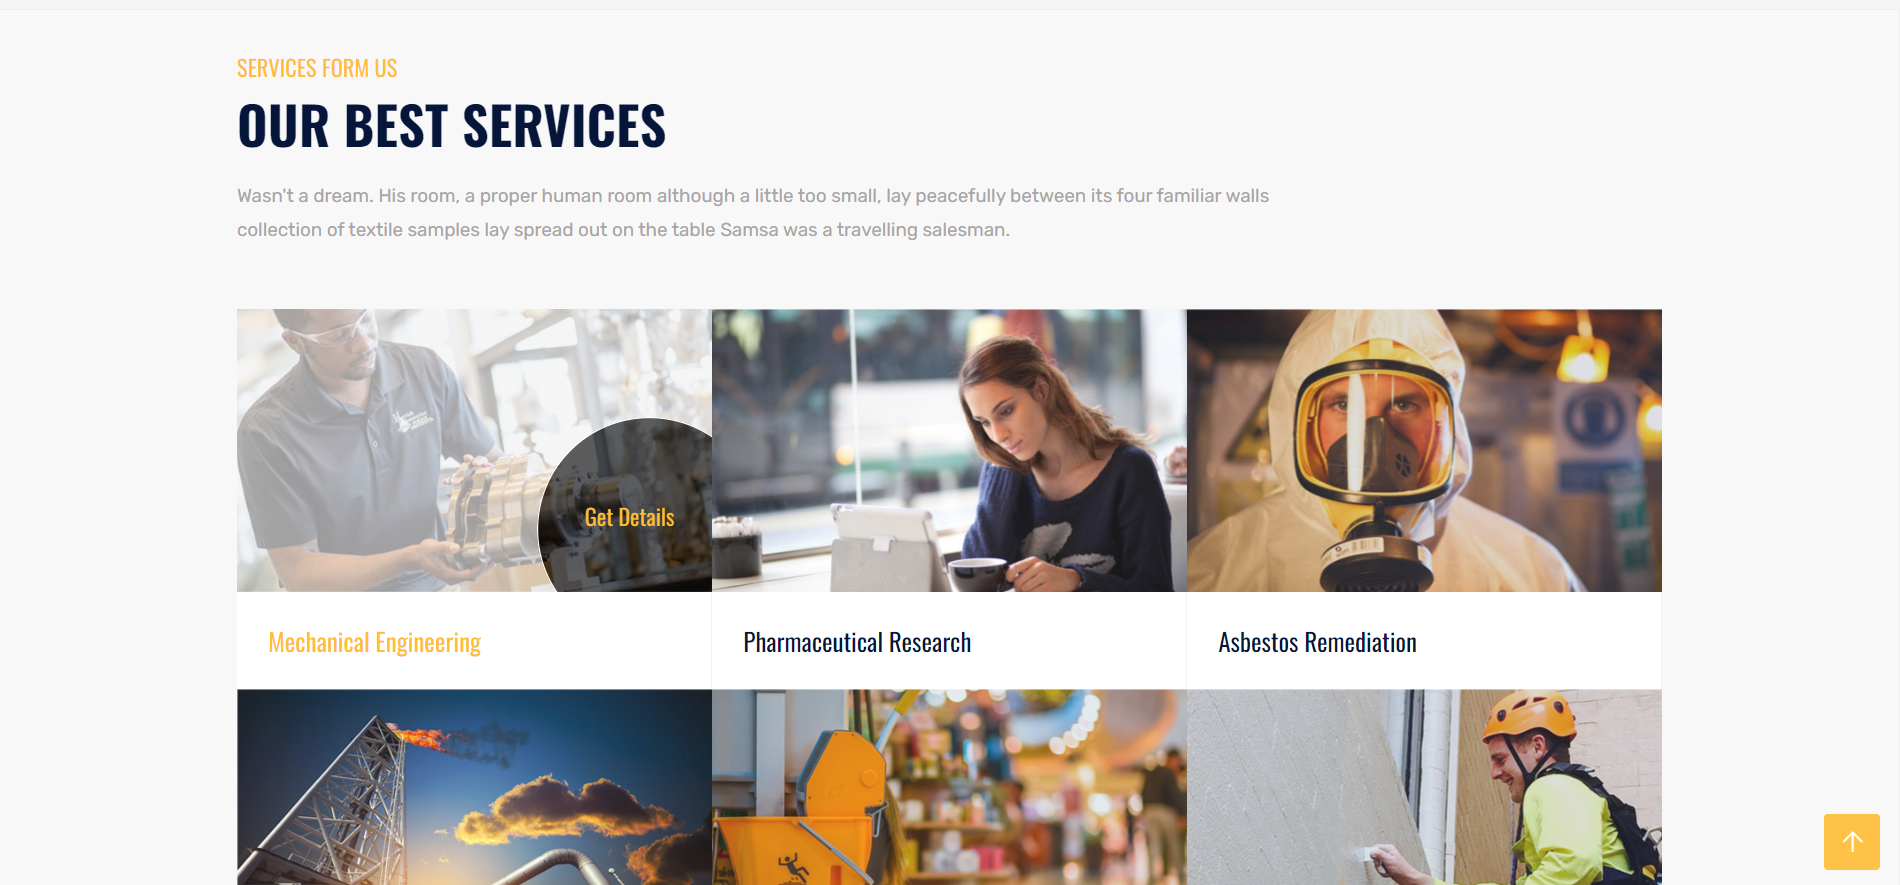 SERVICES FORM US
OUR BEST SERVICES
Wasn't a dream. His room, a proper human room although a little too small, lay peacefully between its four familiar walls
collection of textile samples lay spread out on the table Samsa was a travelling salesman.
Get Details
Mechanical Engineering
Pharmaceutical Research
Asbestos Remediation